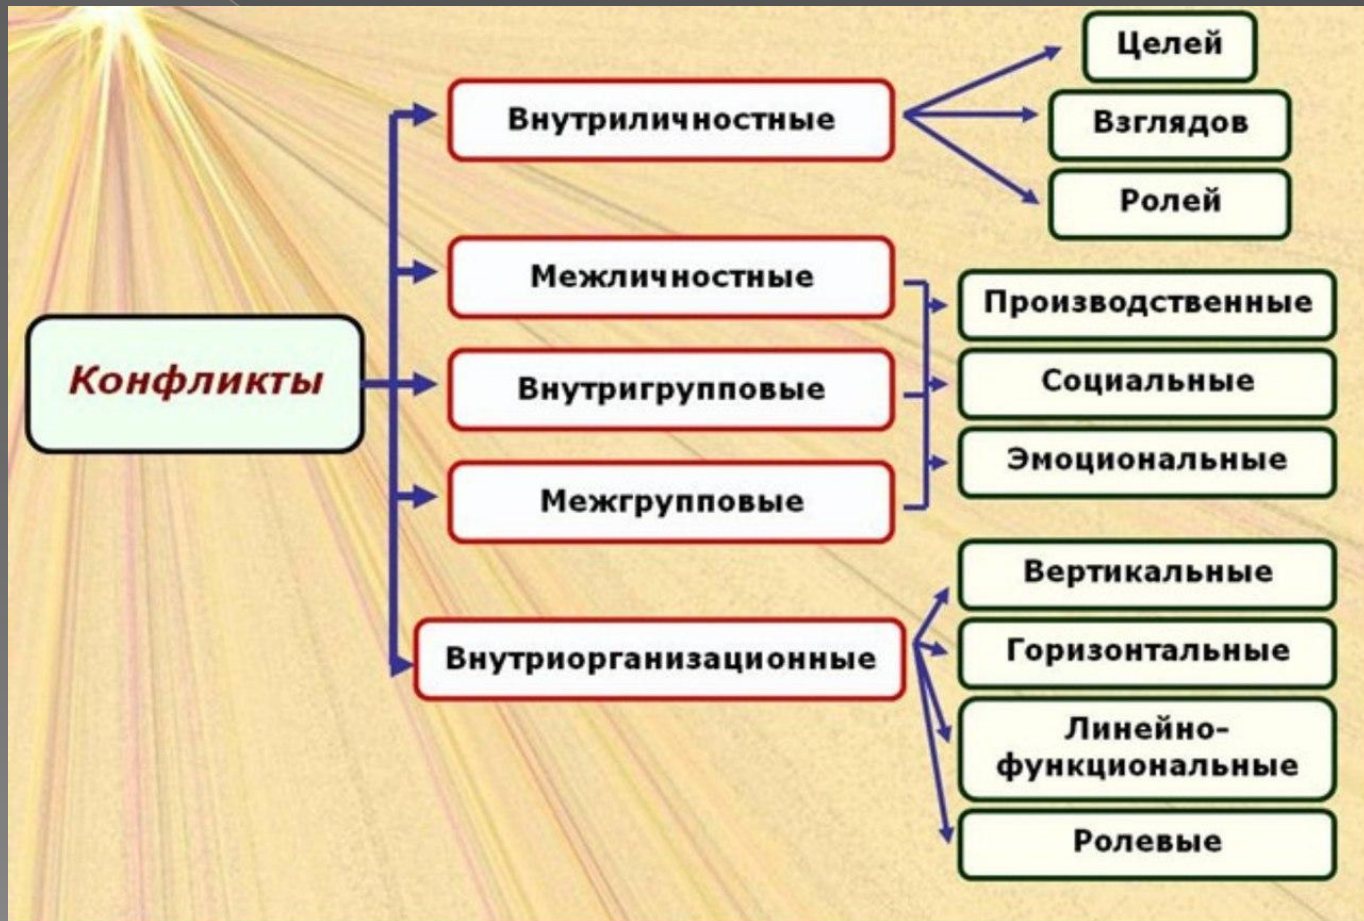 Конфликты
Внутриличностные
Целей
Взглядов
Ролей
Межличностные
Внутригрупповые
Межгрупповые
Производственные
Социальные
Эмоциональные
Внутриорганизационные
Вертикальные
Горизонтальные
Линейно-
функциональные
Ролевые